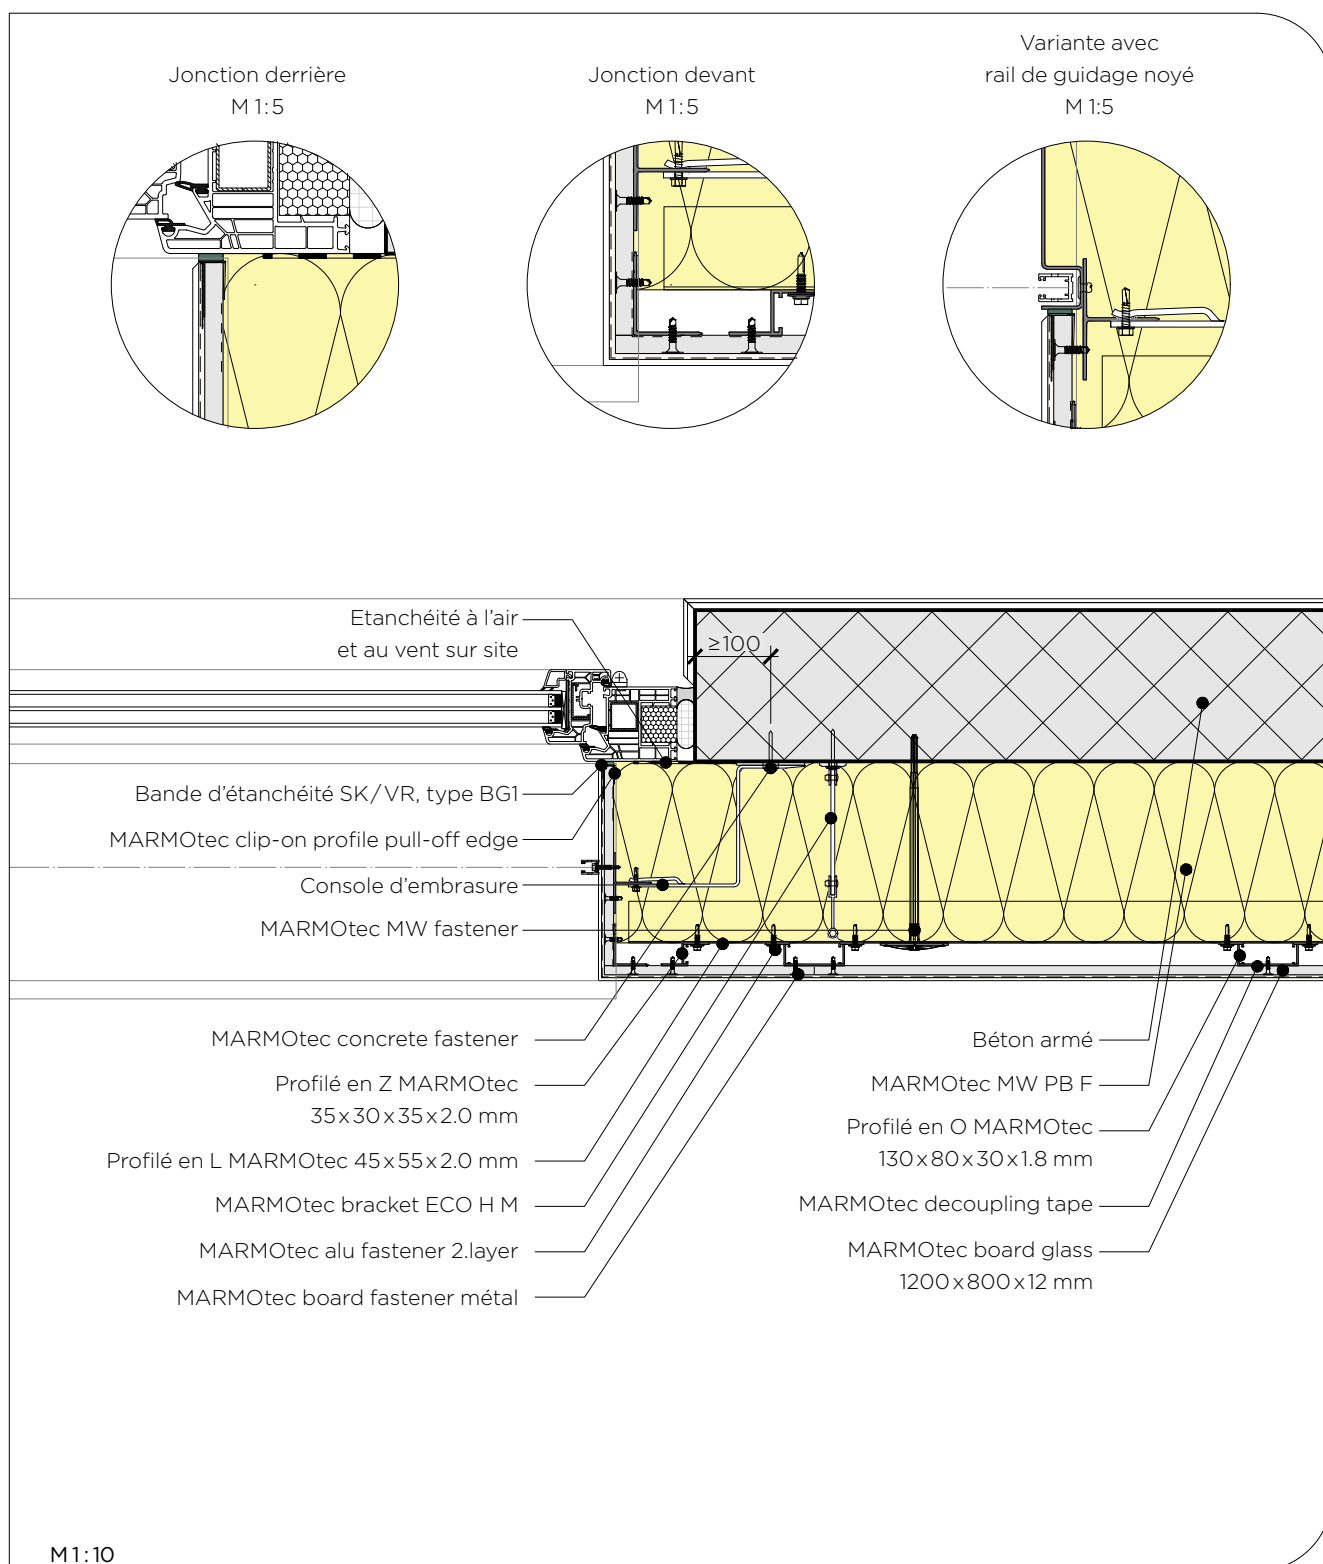 Jonction derrière
M 1:5
Jonction devant
M 1:5
Variante avec
rail de guidage noyé
M 1:5
Etanchéité à l'air
et au vent sur site
≥100
Bande d'étanchéité SK/VR, type BG1
MARMOtec clip-on profile pull-off edge
Console d'embrasure
MARMOtec MW fastener
MARMOtec concrete fastener
Profilé en Z MARMOtec
35x30x35x2.0 mm
Profilé en L MARMOtec 45x55x2.0 mm
MARMOtec bracket ECO H M
MARMOtec alu fastener 2.layer
MARMOtec board fastener métal
Béton armé
MARMOtec MW PB F
Profilé en O MARMOtec
130x80x30x1.8 mm
MARMOtec decoupling tape
MARMOtec board glass
1200x800x12 mm
M 1:10